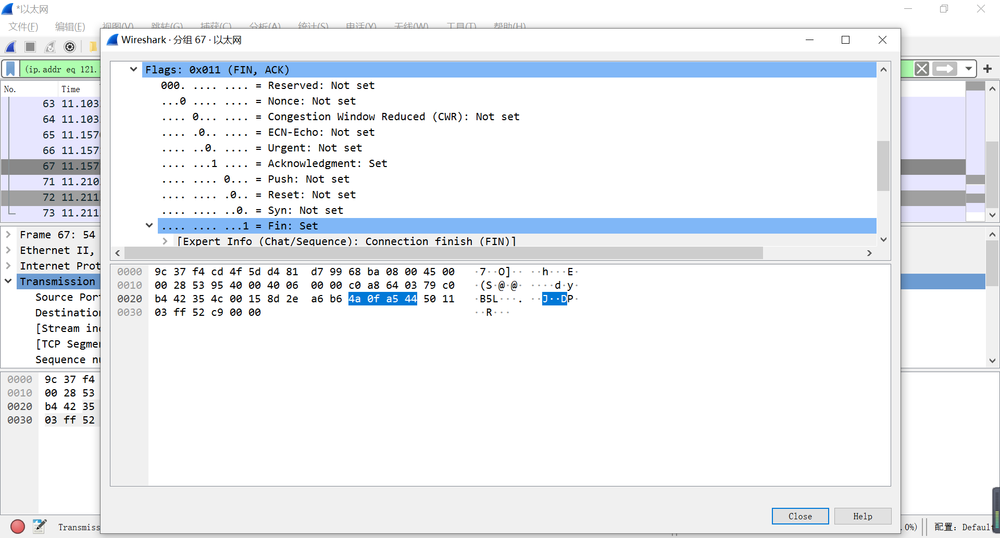 *以太网
文件(F) 编辑(E) 视图(V) 跳转(G) 捕获(C) 分析(A) 统计(S) 电话(Y) 无线(W) 工具(T) 帮助(H)
Wireshark · 分组 67 · 以太网
(ip.addr eq 121.
No. Time
63 11.103
64 11.103
65 11.157
66 11.157
67 11.157
71 11.210
72 11.211
73 11.211
Frame 67: 54
Ethernet II,
Internet Prot
Transmission
Source Por
Destination
[Stream in
[TCP Segme
Sequence n
0000 9c 37 f4
0010 00 28 53
0020 b4 42 35
0030 03 ff 52
Flags: 0x011 (FIN, ACK)
000. .... .... = Reserved: Not set
...0 .... .... = Nonce: Not set
.... 0... .... = Congestion Window Reduced (CWR): Not set
.... .0.. .... = ECN-Echo: Not set
.... ..0. .... = Urgent: Not set
.... ...1 .... = Acknowledgment: Set
.... .... 0... = Push: Not set
.... .... .0.. = Reset: Not set
.... .... ..0. = Syn: Not set
.... .... ...1 = Fin: Set
[Expert Info (Chat/Sequence): Connection finish (FIN)]
0000 9c 37 f4 cd 4f 5d d4 81 d7 99 68 ba 08 00 45 00 ·7··O]·· ··h···E·
0010 00 28 53 95 40 00 40 06 00 00 c0 a8 64 03 79 c0 ·(S·@·@· ····d·y·
0020 b4 42 35 4c 00 15 8d 2e a6 b6 4a 0f a5 44 50 11 ·B5L···. ··J··DP·
0030 03 ff 52 c9 00 00 ··R···
Close Help
Transmiss
.0%) 配置: Default